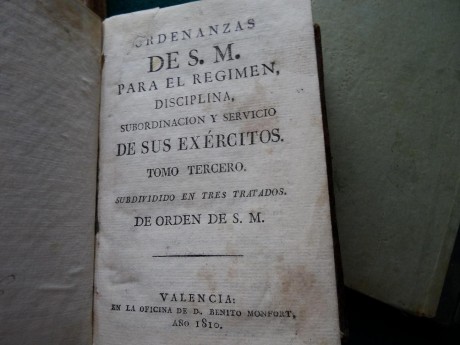 ORDENANZAS
DE S. M.
PARA EL REGIMEN,
DISCIPLINA,
SUBORDINACION Y SERVICIO
DE SUS EXÉRCITOS.
TOMO TERCERO.
SUBDIVIDIDO EN TRES TRATADOS.
DE ORDEN DE S. M.
VALENCIA:
EN LA OFICINA DE D. BENITO MONFORT,
AÑO 1810.